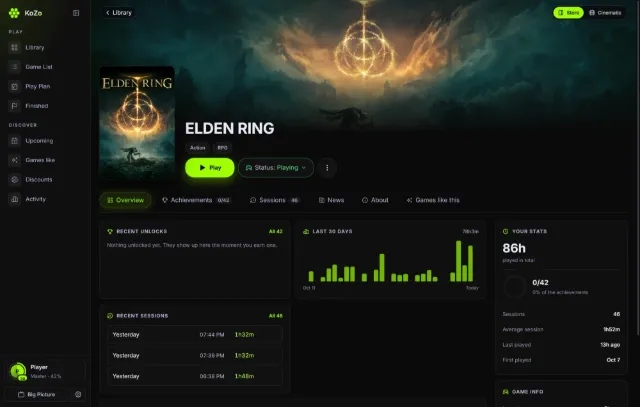 KoZo
PLAY
Library
Game List
Play Plan
Finished
DISCOVER
Upcoming
Games like
Discounts
Activity
Player
Master · 42%
Big Picture
Library
Store
Cinematic
ELDEN RING
ELDEN RING
Action
RPG
Play
Status: Playing
Overview
Achievements 0/42
Sessions 46
News
About
Games like this
RECENT UNLOCKS
All 42
Nothing unlocked yet. They show up here the moment you earn one.
LAST 30 DAYS
Oct 11
Today
YOUR STATS
86h
played in total
0/42
0% of the achievements
Sessions 46
Average session 1h52m
Last played 13h ago
First played Oct 7
RECENT SESSIONS
All 46
Yesterday 07:44 PM 1h32m
Yesterday 07:39 PM 1h32m
Yesterday 06:38 PM 1h48m
GAME INFO